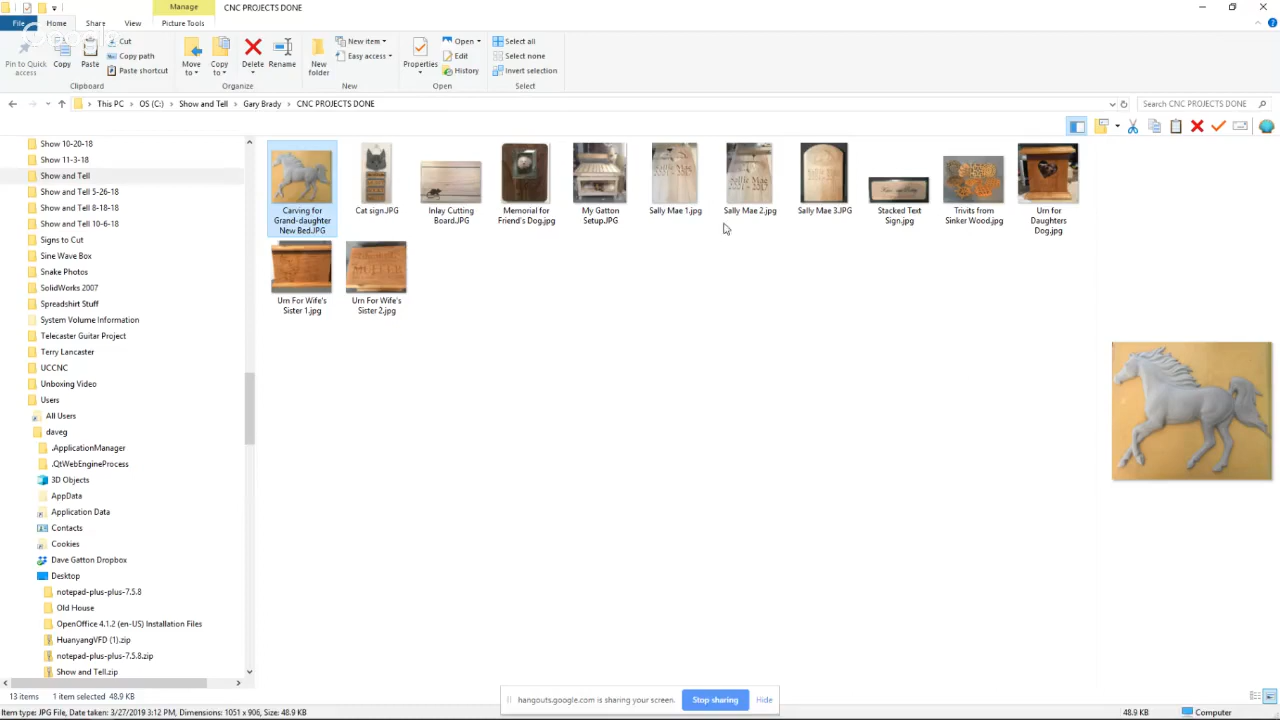 Manage
CNC PROJECTS DONE
File
Home
Share
View
Picture Tools
Pin to Quick access
Copy
Paste
Cut
Copy path
Paste shortcut
Clipboard
Move to
Copy to
Delete
Rename
Organize
New folder
New item
Easy access
New
Properties
Open
Edit
History
Open
Select all
Select none
Invert selection
Select
This PC
OS (C:)
Show and Tell
Gary Brady
CNC PROJECTS DONE
Search CNC PROJECTS DONE
Show 10-20-18
Show 11-3-18
Show and Tell
Show and Tell 5-26-18
Show and Tell 8-18-18
Show and Tell 10-6-18
Signs to Cut
Sine Wave Box
Snake Photos
SolidWorks 2007
Spreadshirt Stuff
System Volume Information
Telecaster Guitar Project
Terry Lancaster
UCCNC
Unboxing Video
Users
All Users
daveg
.ApplicationManager
.QtWebEngineProcess
3D Objects
AppData
Application Data
Contacts
Cookies
Dave Gatton Dropbox
Desktop
notepad-plus-plus-7.5.8
Old House
OpenOffice 4.1.2 (en-US) Installation Files
HuanyangVFD (1).zip
notepad-plus-plus-7.5.8.zip
Show and Tell.zip
Carving for
Grand-daughter
New Bed.JPG
Cat sign.JPG
Inlay Cutting
Board.JPG
Memorial for
Friend's Dog.jpg
My Gatton
Setup.JPG
Sally Mae 1.jpg
Sally Mae 2.jpg
Sally Mae 3.JPG
Stacked Text
Sign.jpg
Trivits from
Sinker Wood.jpg
Urn for
Daughters
Dog.jpg
Urn For Wife's
Sister 1.jpg
Urn For Wife's
Sister 2.jpg
13 items
1 item selected 48.9 KB
hangouts.google.com is sharing your screen.
Stop sharing
Hide
Item type: JPG File, Date taken: 3/27/2019 3:12 PM, Dimensions: 1051 x 906, Size: 48.9 KB
48.9 KB
Computer